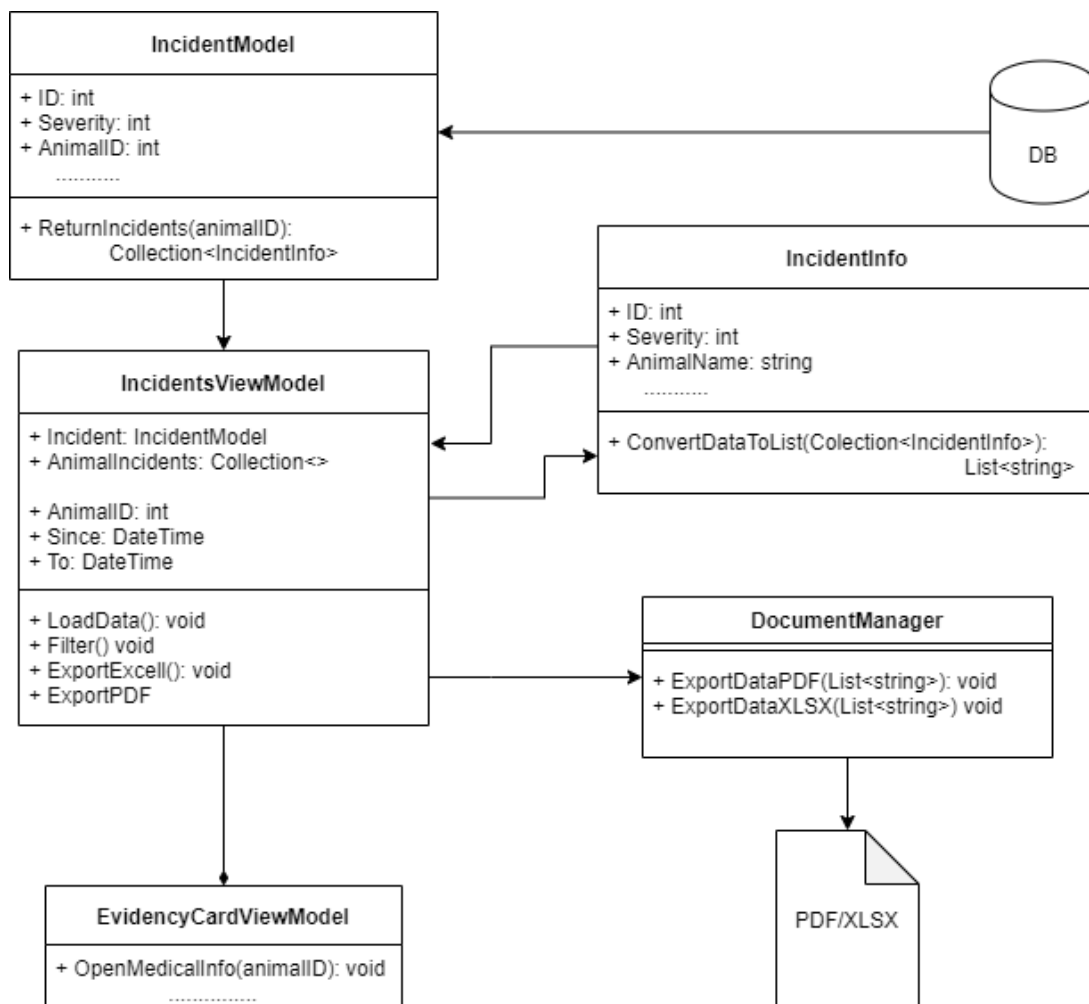 IncidentModel
+ ID: int
+ Severity: int
+ AnimalID: int
...........
+ ReturnIncidents(animalID):
Collection<IncidentInfo>
DB
IncidentInfo
+ ID: int
+ Severity: int
+ AnimalName: string
...........
+ ConvertDataToList(Colection<IncidentInfo>):
List<string>
IncidentsViewModel
+ Incident: IncidentModel
+ AnimalIncidents: Collection<>
+ AnimalID: int
+ Since: DateTime
+ To: DateTime
+ LoadData(): void
+ Filter() void
+ ExportExcell(): void
+ ExportPDF
DocumentManager
+ ExportDataPDF(List<string>): void
+ ExportDataXLSX(List<string>) void
EvidencyCardViewModel
+ OpenMedicalInfo(animalID): void
...............
PDF/XLSX